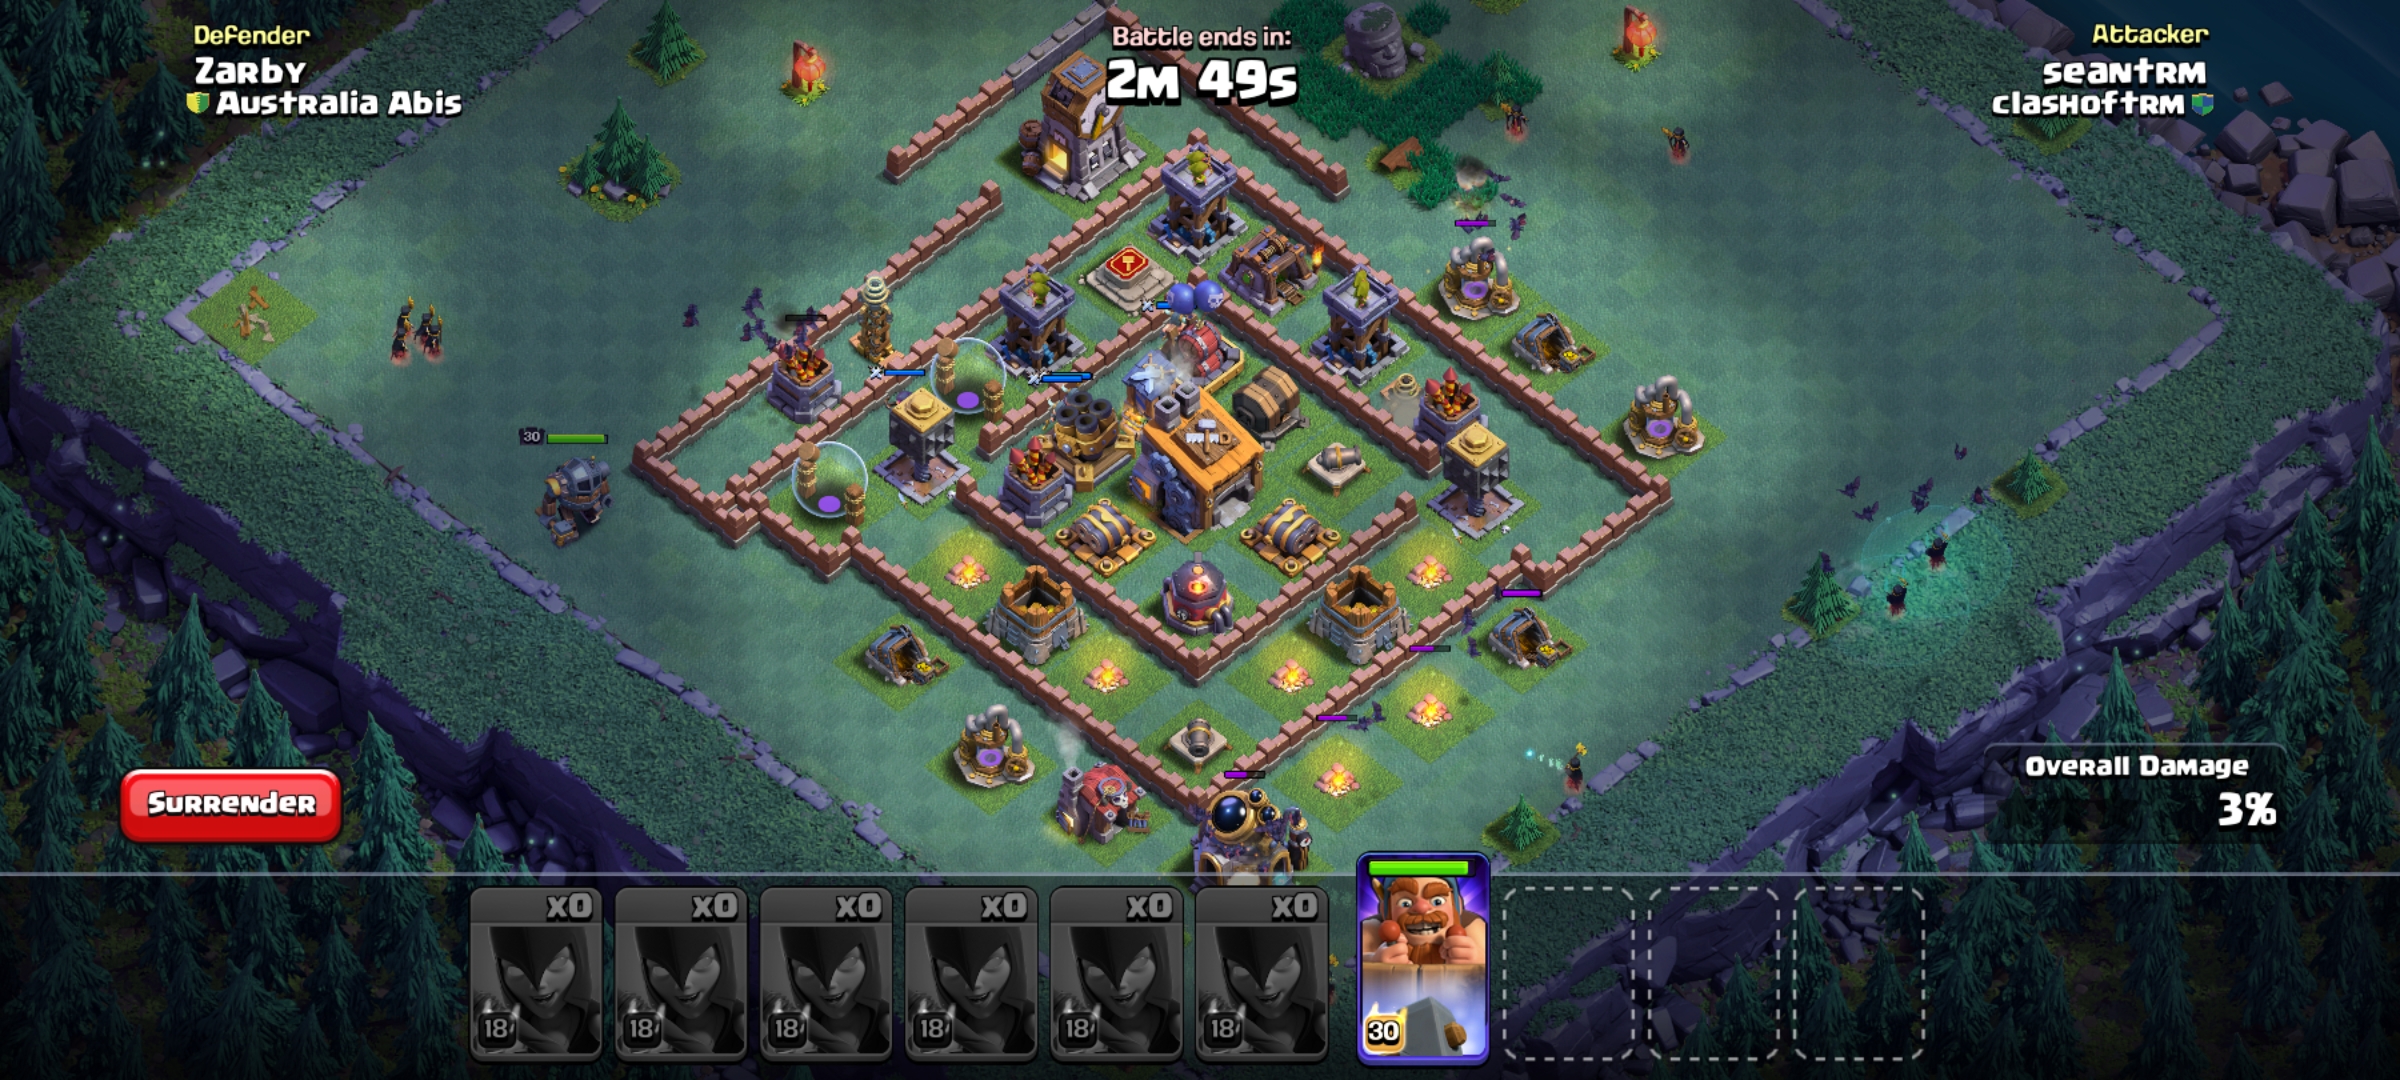 Defender
Zarby
Australia Abis
Battle ends in:
2m 49s
Attacker
seantrm
clashoftrm
30
Surrender
Overall Damage
3%
x0
x0
x0
x0
x0
x0
18
18
18
18
18
18
30